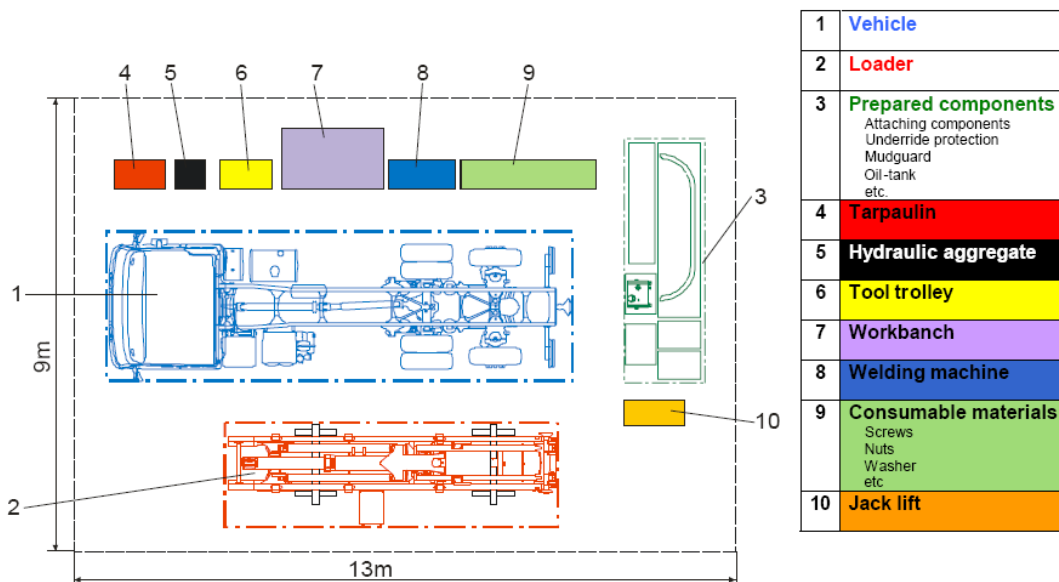 4
5
6
7
8
9
1
2
3
10
9m
13m
1 Vehicle
2 Loader
3 Prepared components
Attaching components
Underride protection
Mudguard
Oil-tank
etc.
4 Tarpaulin
5 Hydraulic aggregate
6 Tool trolley
7 Workbanch
8 Welding machine
9 Consumable materials
Screws
Nuts
Washer
etc
10 Jack lift